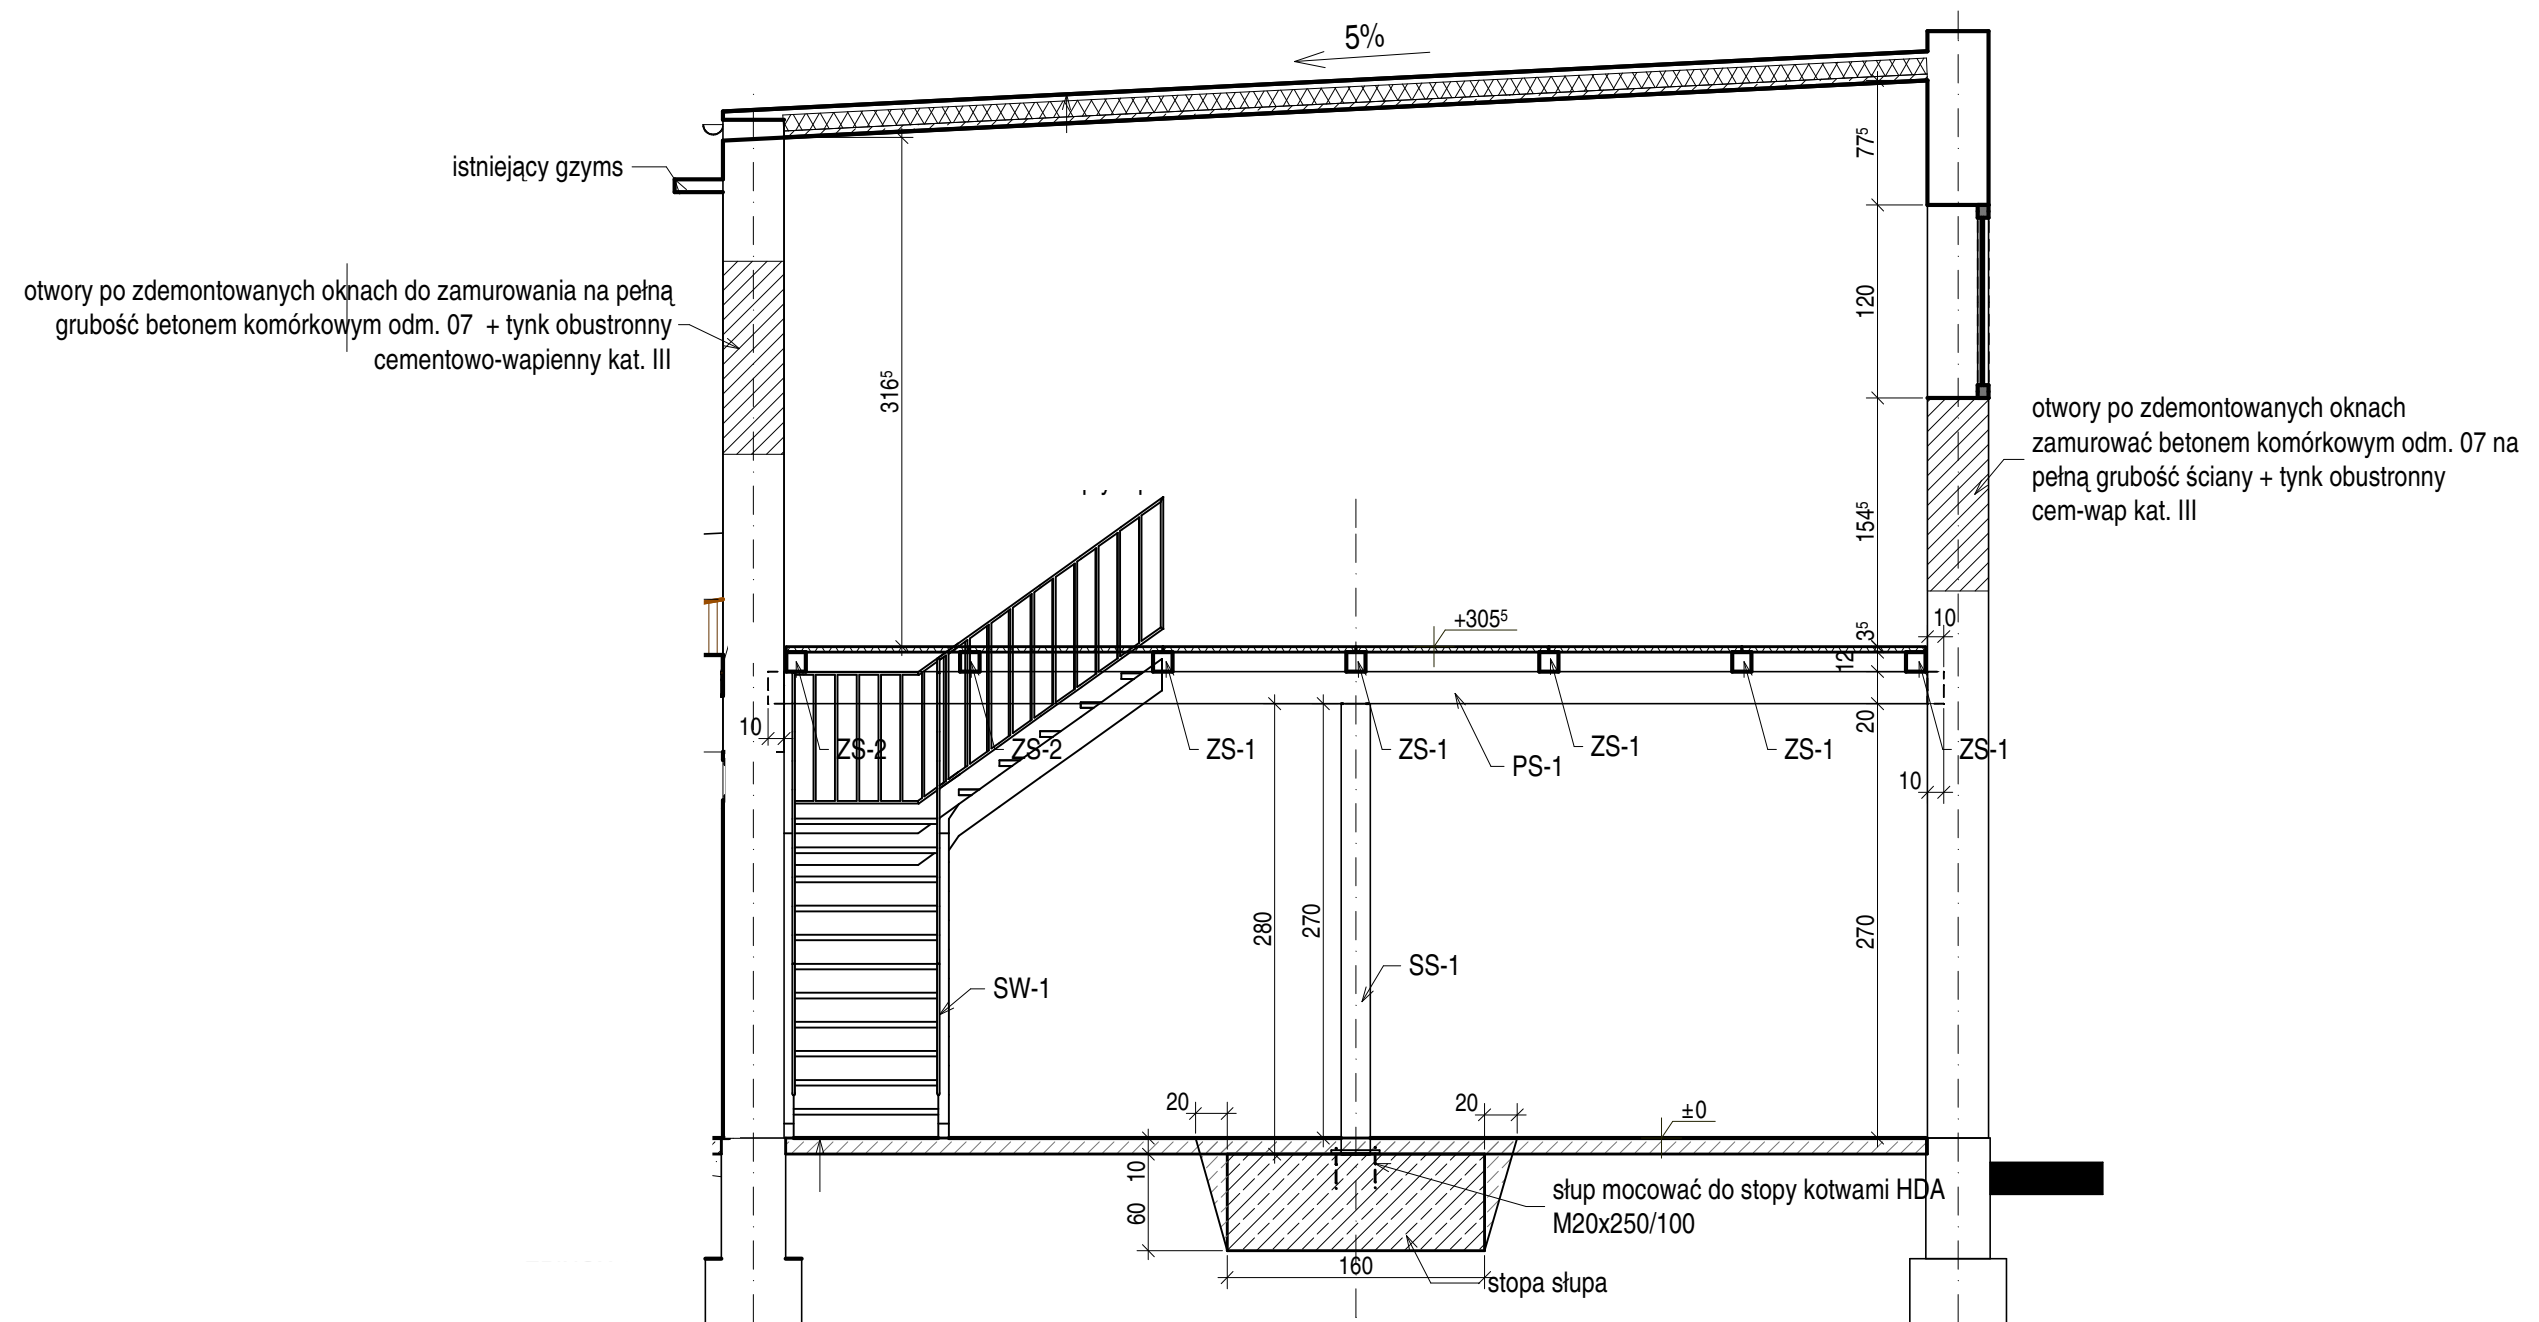 5%
istniejący gzyms
77⁵
otwory po zdemontowanych oknach do zamurowania na pełną
grubość betonem komórkowym odm. 07 + tynk obustronny
cementowo-wapienny kat. III
120
316⁵
otwory po zdemontowanych oknach
zamurować betonem komórkowym odm. 07 na
pełną grubość ściany + tynk obustronny
cem-wap kat. III
154⁵
+305⁵
10
3⁵
12
20
10
ZS-2
ZS-2
ZS-1
ZS-1
PS-1
ZS-1
ZS-1
ZS-1
10
280
270
270
SS-1
SW-1
20
20
±0
10
60
słup mocować do stopy kotwami HDA
M20x250/100
160
stopa słupa